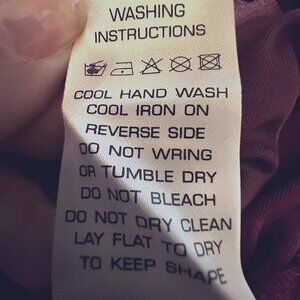 WASHING
INSTRUCTIONS
COOL HAND WASH
COOL IRON ON
REVERSE SIDE
DO NOT WRING
OR TUMBLE DRY
DO NOT BLEACH
DO NOT DRY CLEAN
LAY FLAT TO DRY
TO KEEP SHAPE